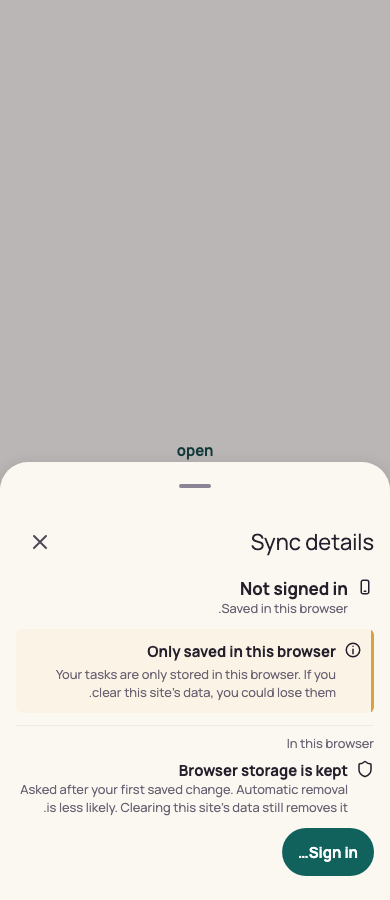 open
Sync details
Not signed in
.Saved in this browser
Only saved in this browser
Your tasks are only stored in this browser. If you
.clear this site's data, you could lose them
In this browser
Browser storage is kept
Asked after your first saved change. Automatic removal
.is less likely. Clearing this site's data still removes it
...Sign in